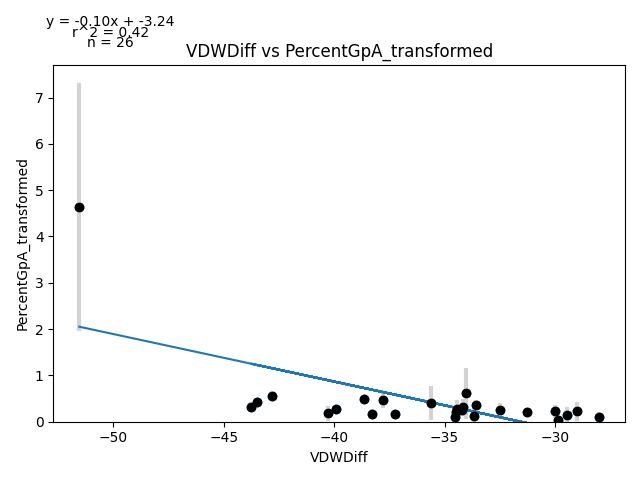 y = -0.10x + -3.24
r^2 = 0.42
n = 26
VDWDiff vs PercentGpA_transformed
PercentGpA_transformed
7
6
5
4
3
2
1
0
−50
−45
−40
−35
−30
VDWDiff